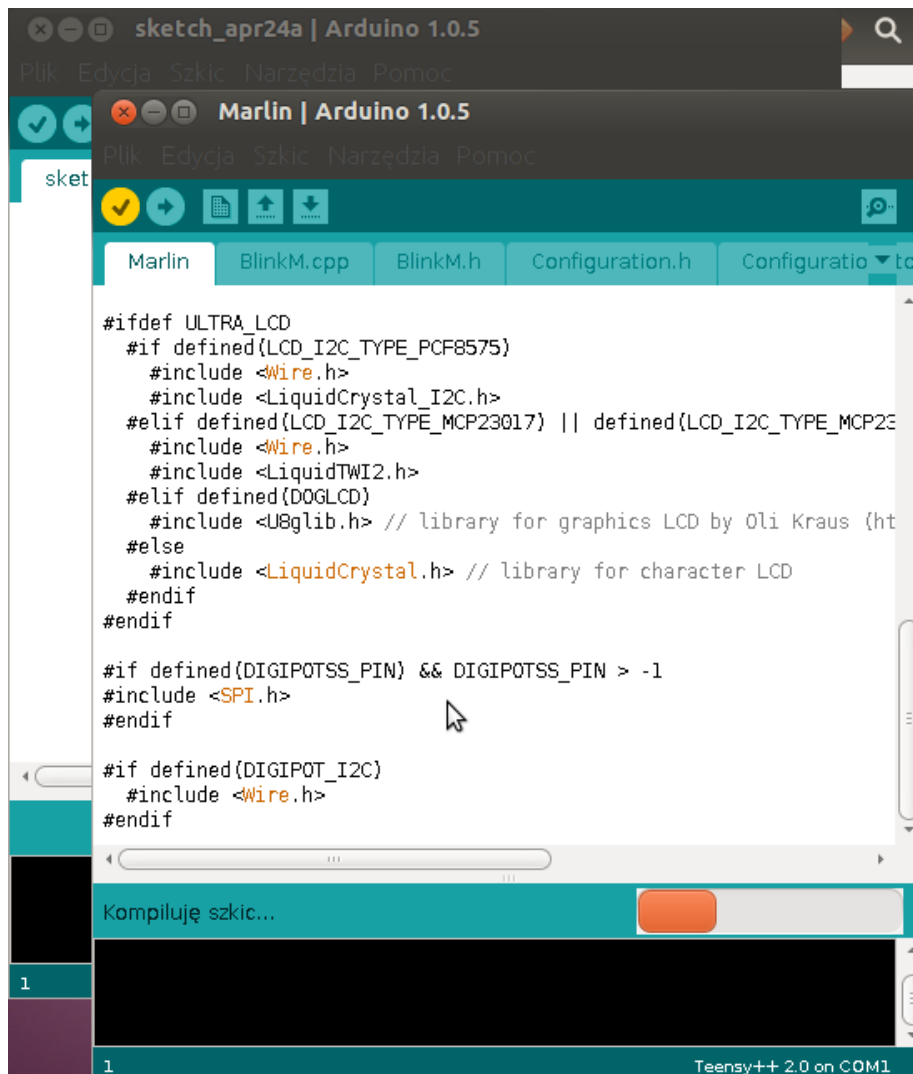 sketch_apr24a | Arduino 1.0.5
Plik Edycja Szkic Narzędzia Pomoc
Marlin | Arduino 1.0.5
Plik Edycja Szkic Narzędzia Pomoc
sket
Marlin BlinkM.cpp BlinkM.h Configuration.h Configuratio to
#ifdef ULTRA_LCD
#if defined(LCD_I2C_TYPE_PCF8575)
#include <Wire.h>
#include <LiquidCrystal_I2C.h>
#elif defined(LCD_I2C_TYPE_MCP23017) || defined(LCD_I2C_TYPE_MCP23
#include <Wire.h>
#include <LiquidTWI2.h>
#elif defined(DOGLCD)
#include <U8glib.h> // library for graphics LCD by Oli Kraus (ht
#else
#include <LiquidCrystal.h> // library for character LCD
#endif
#endif
#if defined(DIGIPOTSS_PIN) && DIGIPOTSS_PIN > -1
#include <SPI.h>
#endif
#if defined(DIGIPOT_I2C)
#include <Wire.h>
#endif
Kompiluję szkic...
1
1 Teensy++ 2.0 on COM1